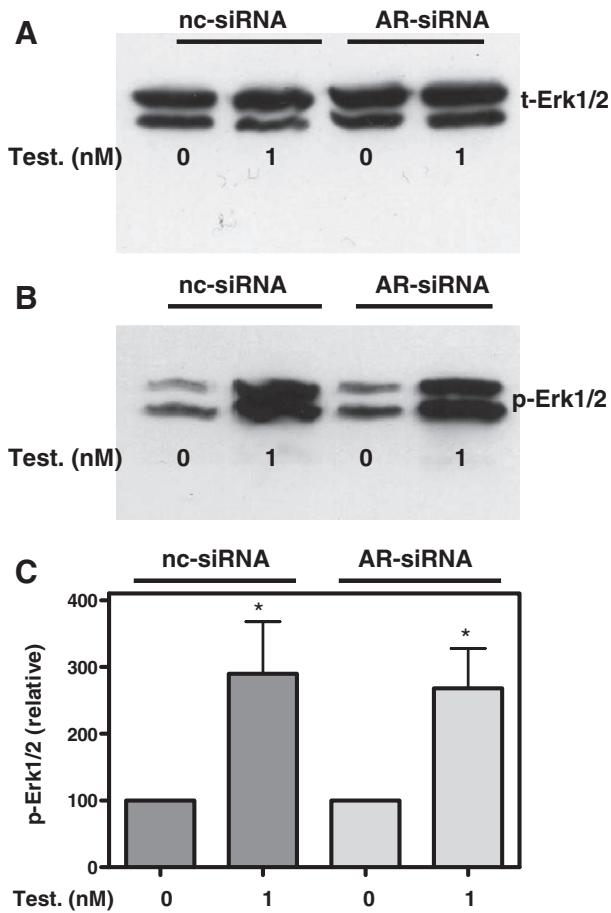 A
nc-siRNA AR-siRNA
t-Erk1/2
Test. (nM) 0 1 0 1
B
nc-siRNA AR-siRNA
p-Erk1/2
Test. (nM) 0 1 0 1
C
nc-siRNA AR-siRNA
p-Erk1/2 (relative)
400
300
200
100
0
* *
Test. (nM) 0 1 0 1